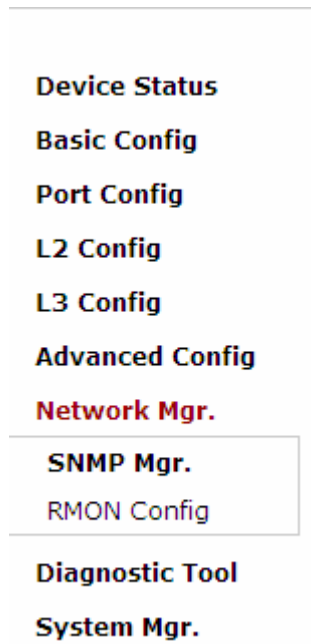 Device Status
Basic Config
Port Config
L2 Config
L3 Config
Advanced Config
Network Mgr.
SNMP Mgr.
RMON Config
Diagnostic Tool
System Mgr.